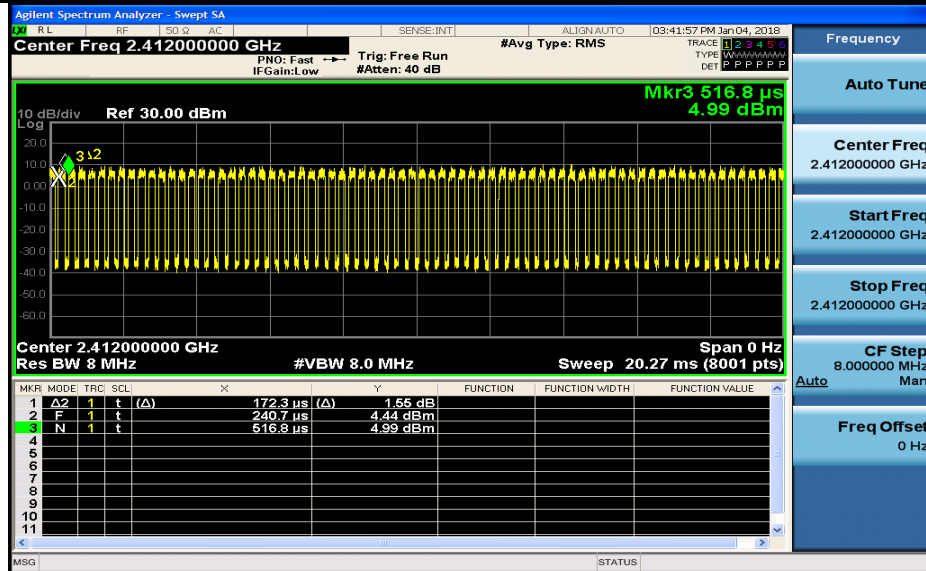 Agilent Spectrum Analyzer - Swept SA
LXI RL RF 50 Ω AC SENSE:INT ALIGN AUTO 03:41:57 PM Jan 04, 2018
Center Freq 2.412000000 GHz
PNO: Fast
IFGain:Low
Trig: Free Run
#Atten: 40 dB
#Avg Type: RMS
TRACE 1 2 3 4 5 6
TYPE WWWWWW
DET P P P P P P
Mkr3 516.8 µs
4.99 dBm
10 dB/div Ref 30.00 dBm
Log
20.0
10.0
0.00
-10.0
-20.0
-30.0
-40.0
-50.0
-60.0
3 2
2
Center 2.412000000 GHz Span 0 Hz
Res BW 8 MHz #VBW 8.0 MHz Sweep 20.27 ms (8001 pts)
MKR MODE TRC SCL X Y FUNCTION FUNCTION WIDTH FUNCTION VALUE
1 Δ2 1 t (Δ) 172.3 µs (Δ) 1.55 dB
2 F 1 t 240.7 µs 4.44 dBm
3 N 1 t 516.8 µs 4.99 dBm
4
5
6
7
8
9
10
11
MSG STATUS
Frequency
Auto Tune
Center Freq
2.412000000 GHz
Start Freq
2.412000000 GHz
Stop Freq
2.412000000 GHz
CF Step
8.000000 MHz
Auto Man
Freq Offset
0 Hz